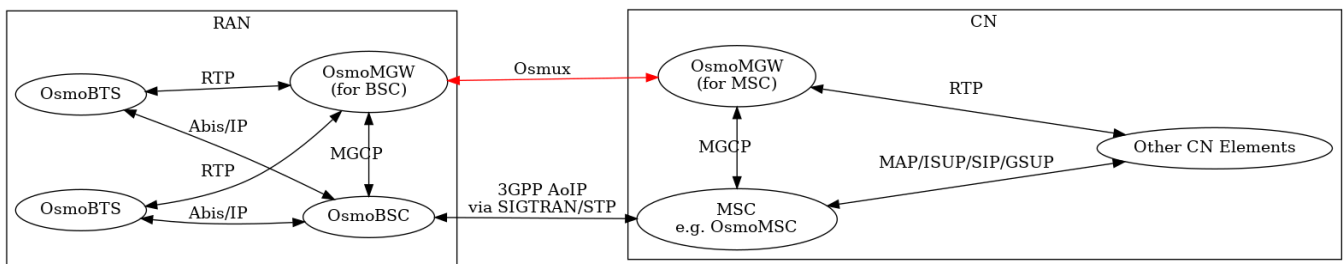 RAN
CN
OsmoBTS
RTP
OsmoMGW
(for BSC)
Osmux
OsmoMGW
(for MSC)
RTP
Abis/IP
MGCP
MGCP
Other CN Elements
RTP
MAP/ISUP/SIP/GSUP
OsmoBTS
Abis/IP
OsmoBSC
3GPP AoIP
via SIGTRAN/STP
MSC
e.g. OsmoMSC